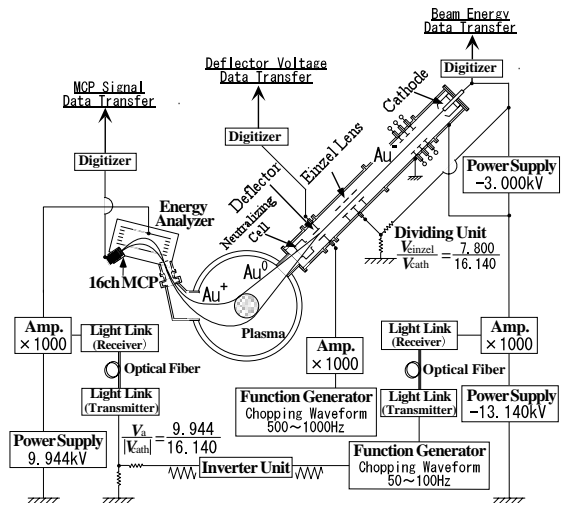 Beam Energy
Data Transfer
Deflector Voltage
Data Transfer
MCP Signal
Data Transfer
Digitizer
Digitizer
Digitizer
Cathode
Au-
Einzel Lens
Deflector
Neutralizing
Cell
Power Supply
-3.000kV
Energy
Analyzer
Dividing Unit
Veinzel
Vcath
= 7.800
16.140
16ch MCP
Au+
Au0
Plasma
Amp.
×1000
Light Link
(Receiver)
Optical Fiber
Light Link
(Transmitter)
Power Supply
9.944kV
Va
|Vcath|
= 9.944
16.140
Amp.
×1000
Function Generator
Chopping Waveform
500~1000Hz
Light Link
(Receiver)
Optical Fiber
Light Link
(Transmitter)
Amp.
×1000
Power Supply
-13.140kV
Inverter Unit
Function Generator
Chopping Waveform
50~100Hz